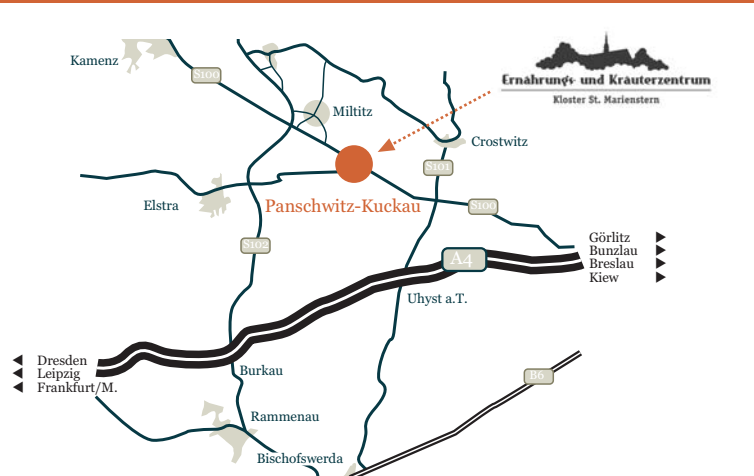 Kamenz
S100
Ernährungs- und Kräuterzentrum
Kloster St. Marienstern
Miltitz
Crostwitz
S101
Elstra
Panschwitz-Kuckau
S100
S102
A4
Görlitz
Bunzlau
Breslau
Kiew
Uhyst a.T.
Dresden
Leipzig
Frankfurt/M.
Burkau
B6
Rammenau
Bischofswerda